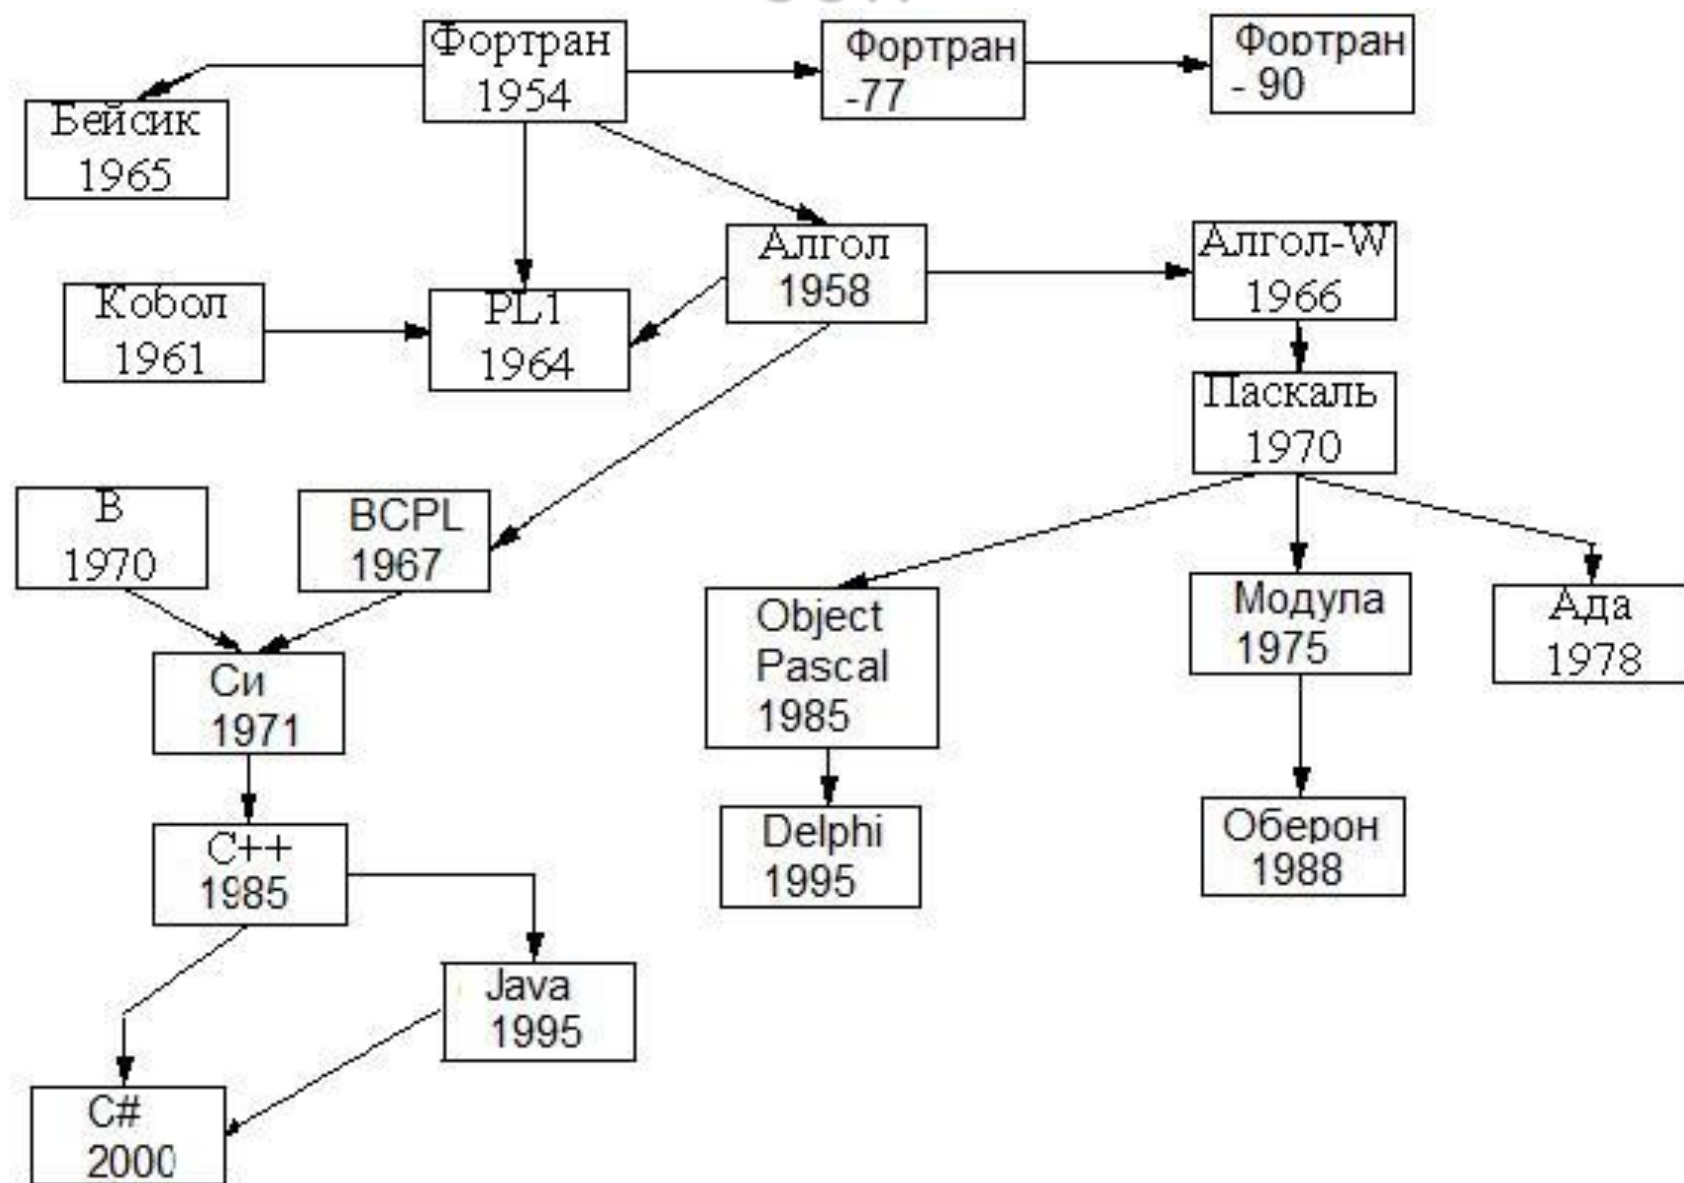 Фортран
1954
Фортран
-77
Фортран
- 90
Бейсик
1965
Алгол
1958
Алгол-W
1966
Кобол
1961
PL1
1964
Паскаль
1970
B
1970
BCPL
1967
Object
Pascal
1985
Модула
1975
Ада
1978
Си
1971
Delphi
1995
Оберон
1988
C++
1985
Java
1995
C#
2000